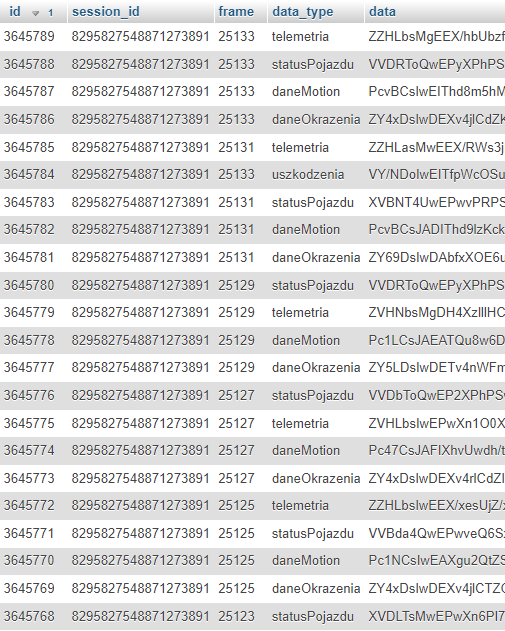 id 1 session_id frame data_type data
3645789 8295827548871273891 25133 telemetria ZZHLbsMgEEX/hbUbzf
3645788 8295827548871273891 25133 statusPojazdu VVDRToQwEPyXPhPS
3645787 8295827548871273891 25133 daneMotion PcvBCsIwEIThd8m5hM
3645786 8295827548871273891 25133 daneOkrazenia ZY4xDsIwDEXv4jlCdZK
3645785 8295827548871273891 25131 telemetria ZZHLasMwEEX/RWs3j
3645784 8295827548871273891 25133 uszkodzenia VY/NDoIwEITfpWcOSu
3645783 8295827548871273891 25131 statusPojazdu XVBNT4UwEPwvPRPS
3645782 8295827548871273891 25131 daneMotion PcvBCsJADIThd9lzKck
3645781 8295827548871273891 25131 daneOkrazenia ZY69DsIwDAbfxXOE6u
3645780 8295827548871273891 25129 statusPojazdu VVDRToQwEPyXPhPS
3645779 8295827548871273891 25129 telemetria ZVHNbsMgDH4XzlIIHC
3645778 8295827548871273891 25129 daneMotion Pc1LCsJAEATQu8w6D
3645777 8295827548871273891 25129 daneOkrazenia ZY5LDsIwDETv4nWFm
3645776 8295827548871273891 25127 statusPojazdu VVDbToQwEP2XPhPS
3645775 8295827548871273891 25127 telemetria ZVHLbsIwEPwXn1O0X
3645774 8295827548871273891 25127 daneMotion Pc47CsJAFIXhvUwdh/t
3645773 8295827548871273891 25127 daneOkrazenia ZY4xDsIwDEXv4rlCdZI
3645772 8295827548871273891 25125 telemetria ZZHLbsIwEEX/xesUjZ/
3645771 8295827548871273891 25125 statusPojazdu VVBda4QwEPwveQ6S
3645770 8295827548871273891 25125 daneMotion Pc1NCsIwEAXgu2QtZS
3645769 8295827548871273891 25125 daneOkrazenia ZY4xDsIwDEXv4jlCTZ
3645768 8295827548871273891 25123 statusPojazdu XVDLTsMwEPwXn6PI7